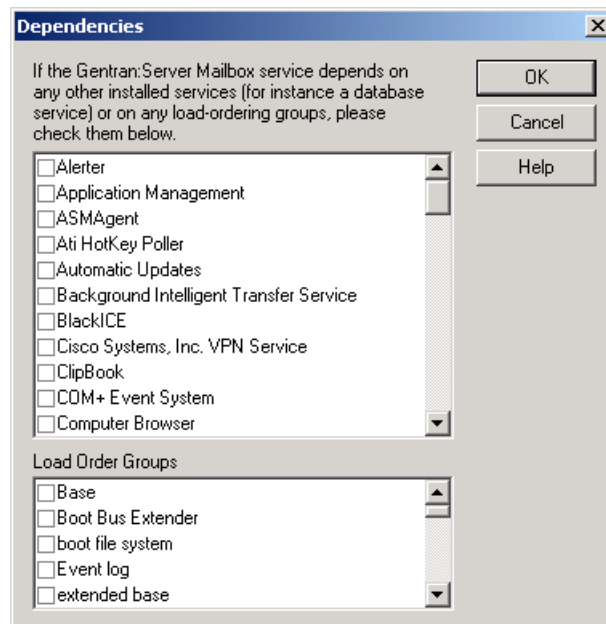 Dependencies
If the Gentran:Server Mailbox service depends on
any other installed services (for instance a database
service) or on any load-ordering groups, please
check them below.
OK
Cancel
Help
Alerter
Application Management
ASMAgent
Ati HotKey Poller
Automatic Updates
Background Intelligent Transfer Service
BlackICE
Cisco Systems, Inc. VPN Service
ClipBook
COM+ Event System
Computer Browser
Load Order Groups
Base
Boot Bus Extender
boot file system
Event log
extended base